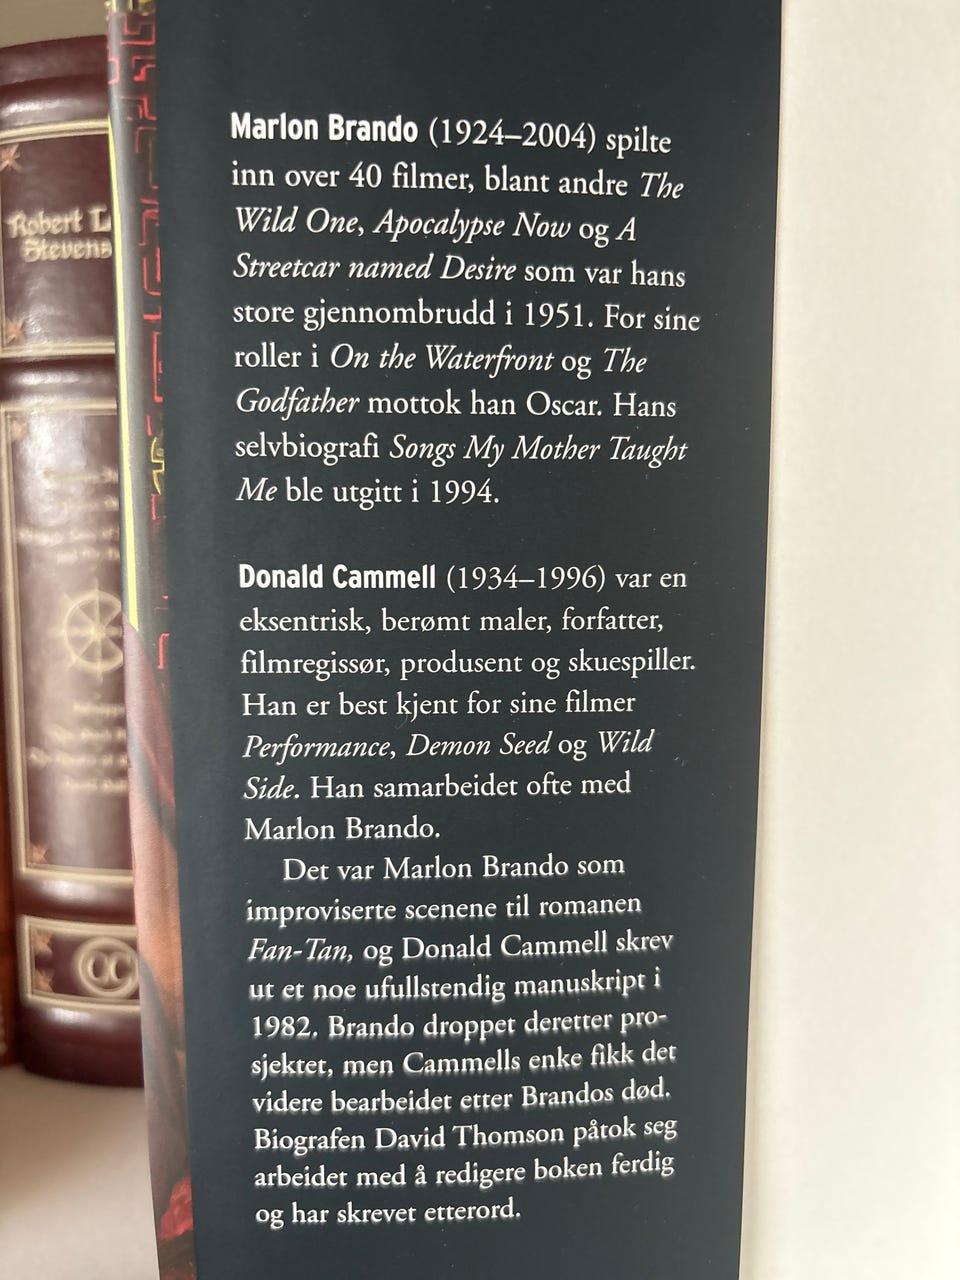 Robert L
Stevens
CC
Marlon Brando (1924–2004) spilte
inn over 40 filmer, blant andre The
Wild One, Apocalypse Now og A
Streetcar named Desire som var hans
store gjennombrudd i 1951. For sine
roller i On the Waterfront og The
Godfather mottok han Oscar. Hans
selvbiografi Songs My Mother Taught
Me ble utgitt i 1994.
Donald Cammell (1934–1996) var en
eksentrisk, berømt maler, forfatter,
filmregissør, produsent og skuespiller.
Han er best kjent for sine filmer
Performance, Demon Seed og Wild
Side. Han samarbeidet ofte med
Marlon Brando.
Det var Marlon Brando som
improviserte scenene til romanen
Fan-Tan, og Donald Cammell skrev
ut et noe ufullstendig manuskript i
1982. Brando droppet deretter pro-
sjektet, men Cammells enke fikk det
videre bearbeidet etter Brandos død.
Biografen David Thomson påtok seg
arbeidet med å redigere boken ferdig
og har skrevet etterord.